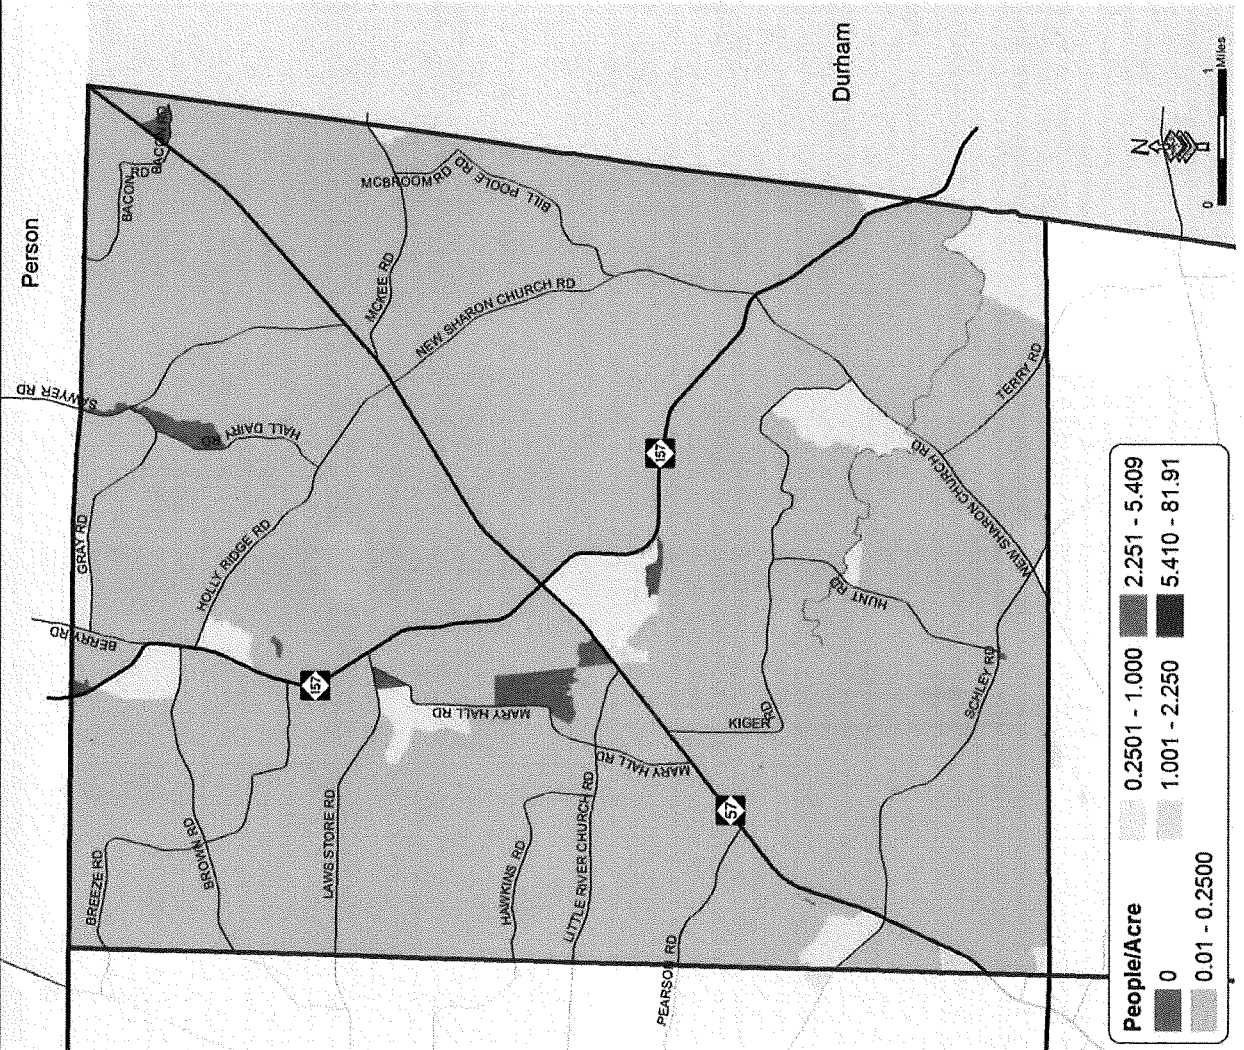 Person
Durham
BACON RD
BACON RD
SAWYER RD
MCBROOM RD
BILL POOLE RD
MCKEE RD
NEW SHARON CHURCH RD
HALL DAIRY RD
GRAY RD
HOLLY RIDGE RD
BERRY RD
157
157
TERRY RD
NEW SHARON CHURCH RD
HUNT RD
SCHLEY RD
KIGER RD
MARY HALL RD
MARY HALL RD
BREEZE RD
BROWN RD
LAWS STORE RD
HAWKINS RD
LITTLE RIVER CHURCH RD
PEARSON RD
57
N
0 1
Miles
People/Acre
0
0.01 - 0.2500
0.2501 - 1.000
1.001 - 2.250
2.251 - 5.409
5.410 - 81.91